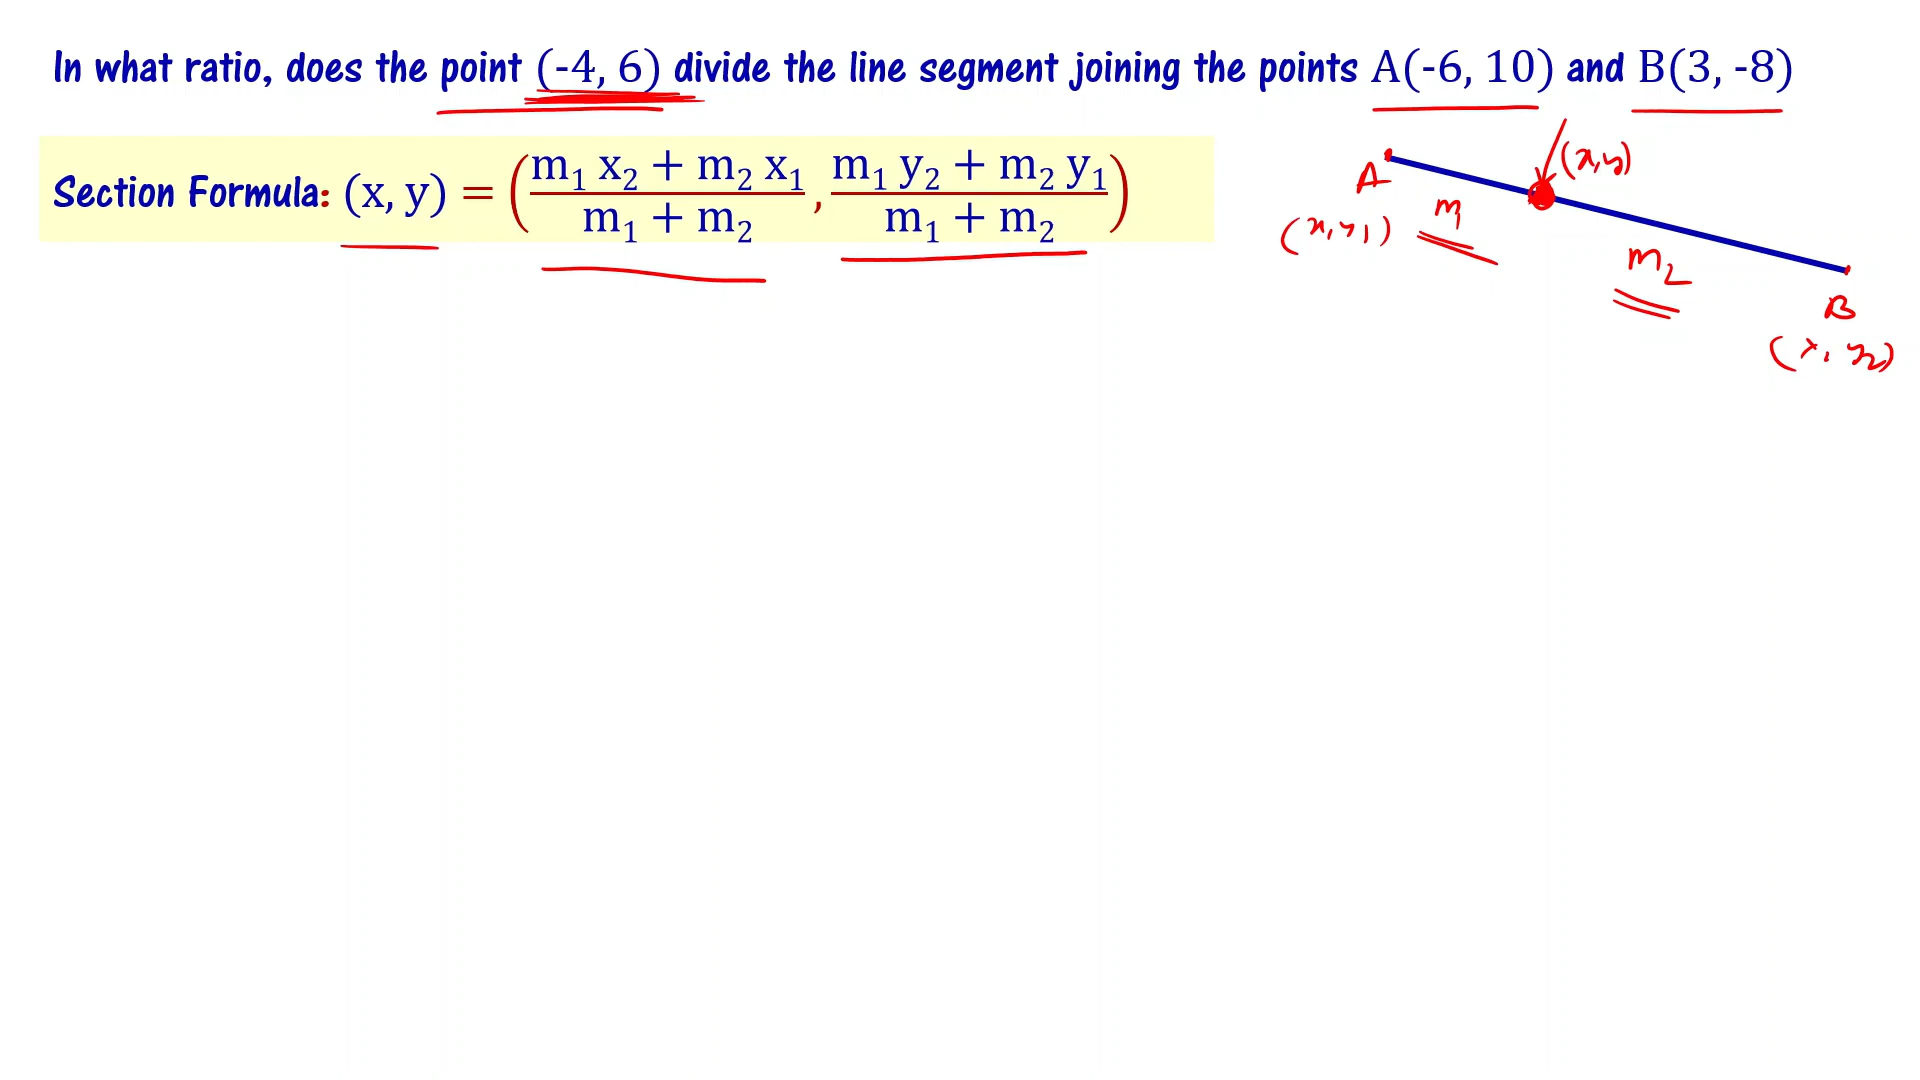 In what ratio, does the point (-4, 6) divide the line segment joining the points A(-6, 10) and B(3, -8)
Section Formula: (x, y) = ( m₁ x₂ + m₂ x₁ / m₁ + m₂ , m₁ y₂ + m₂ y₁ / m₁ + m₂ )
(x,y)
A
(x₁,y₁)
m₁
m₂
B